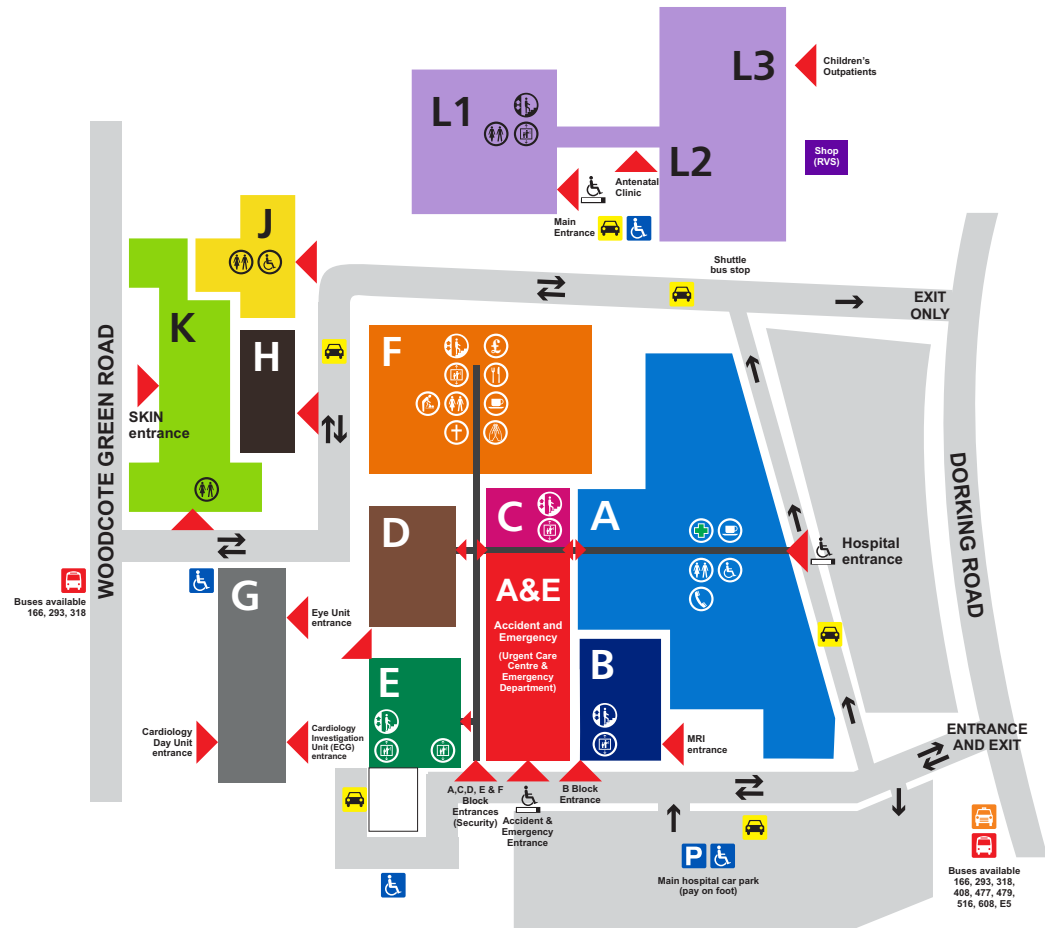 L3
Children's
Outpatients
L1
Shop
(RVS)
L2
Antenatal
Clinic
Main
Entrance
J
Shuttle
bus stop
EXIT
ONLY
K
F
£
H
WOODCOTE GREEN ROAD
SKIN
entrance
DORKING ROAD
C
A
D
Hospital
entrance
Buses available
166, 293, 318
G
A&E
Accident and
Emergency
(Urgent Care
Centre &
Emergency
Department)
Eye Unit
entrance
B
E
Cardiology
Day Unit
entrance
Cardiology
Investigation
Unit (ECG)
entrance
MRI
entrance
ENTRANCE
AND EXIT
A,C,D, E & F
Block
Entrances
(Security)
B Block
Entrance
Accident &
Emergency
Entrance
P
Main hospital car park
(pay on foot)
Buses available
166, 293, 318,
408, 477, 479,
516, 608, E5